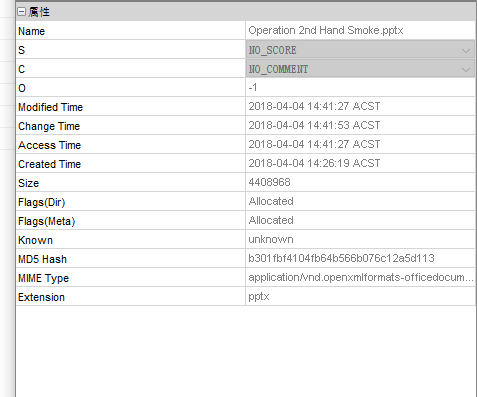 属性
Name Operation 2nd Hand Smoke.pptx
S NO_SCORE
C NO_COMMENT
O -1
Modified Time 2018-04-04 14:41:27 ACST
Change Time 2018-04-04 14:41:53 ACST
Access Time 2018-04-04 14:41:27 ACST
Created Time 2018-04-04 14:26:19 ACST
Size 4408968
Flags(Dir) Allocated
Flags(Meta) Allocated
Known unknown
MD5 Hash b301fbf4104fb64b566b076c12a5d113
MIME Type application/vnd.openxmlformats-officedocum...
Extension pptx